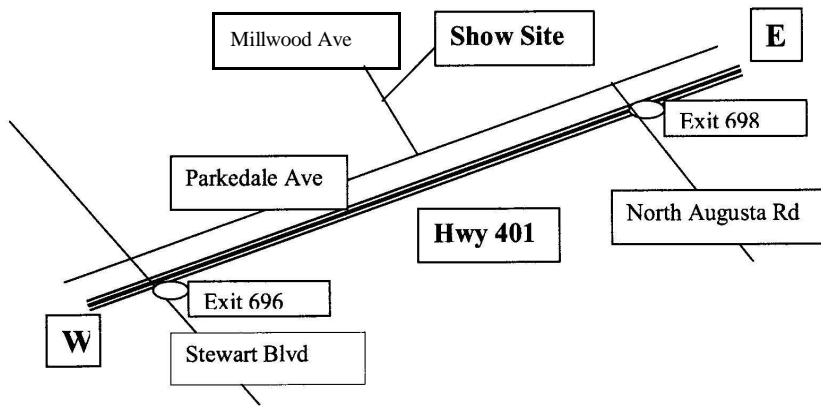 Millwood Ave
Show Site
E
Exit 698
Parkedale Ave
North Augusta Rd
Hwy 401
Exit 696
W
Stewart Blvd